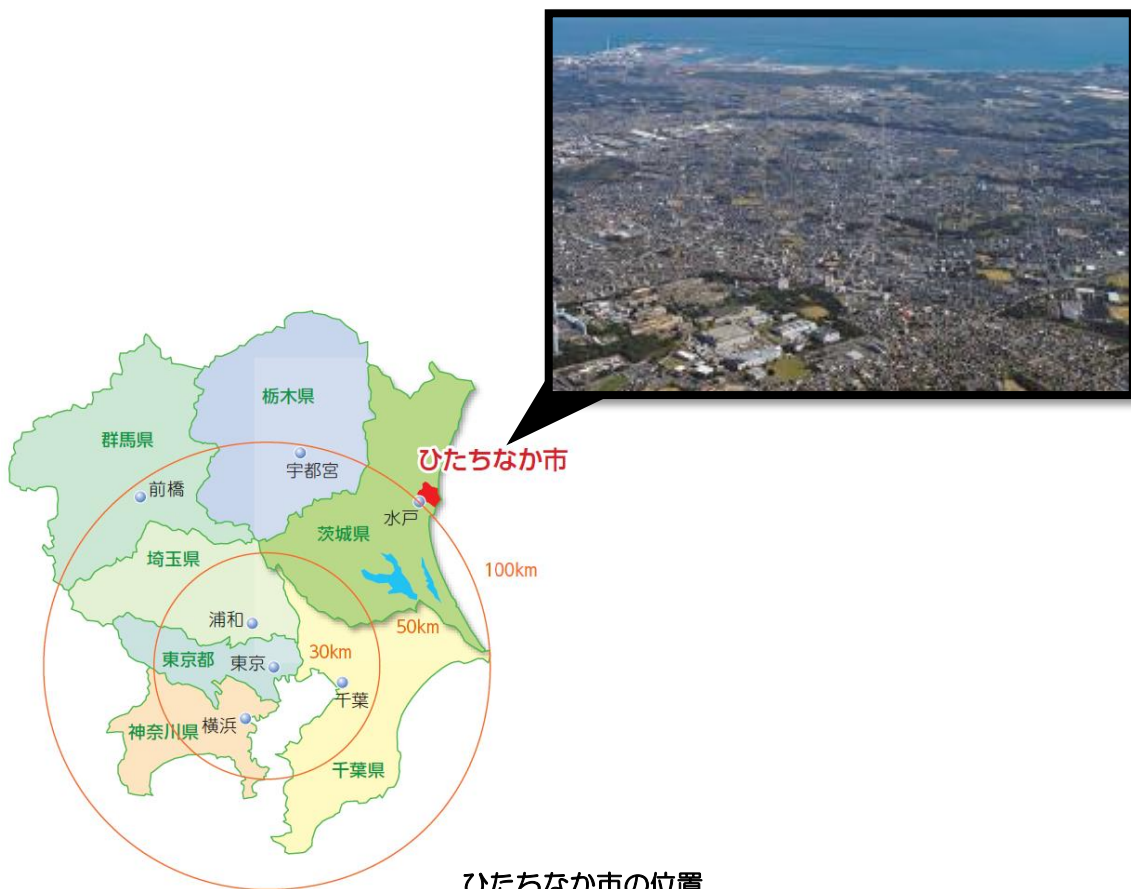 栃木県
群馬県
ひたちなか市
宇都宮
前橋
水戸
茨城県
埼玉県
100km
浦和
50km
30km
東京都
東京
千葉
横浜
神奈川県
千葉県
ひたちなか市の位置